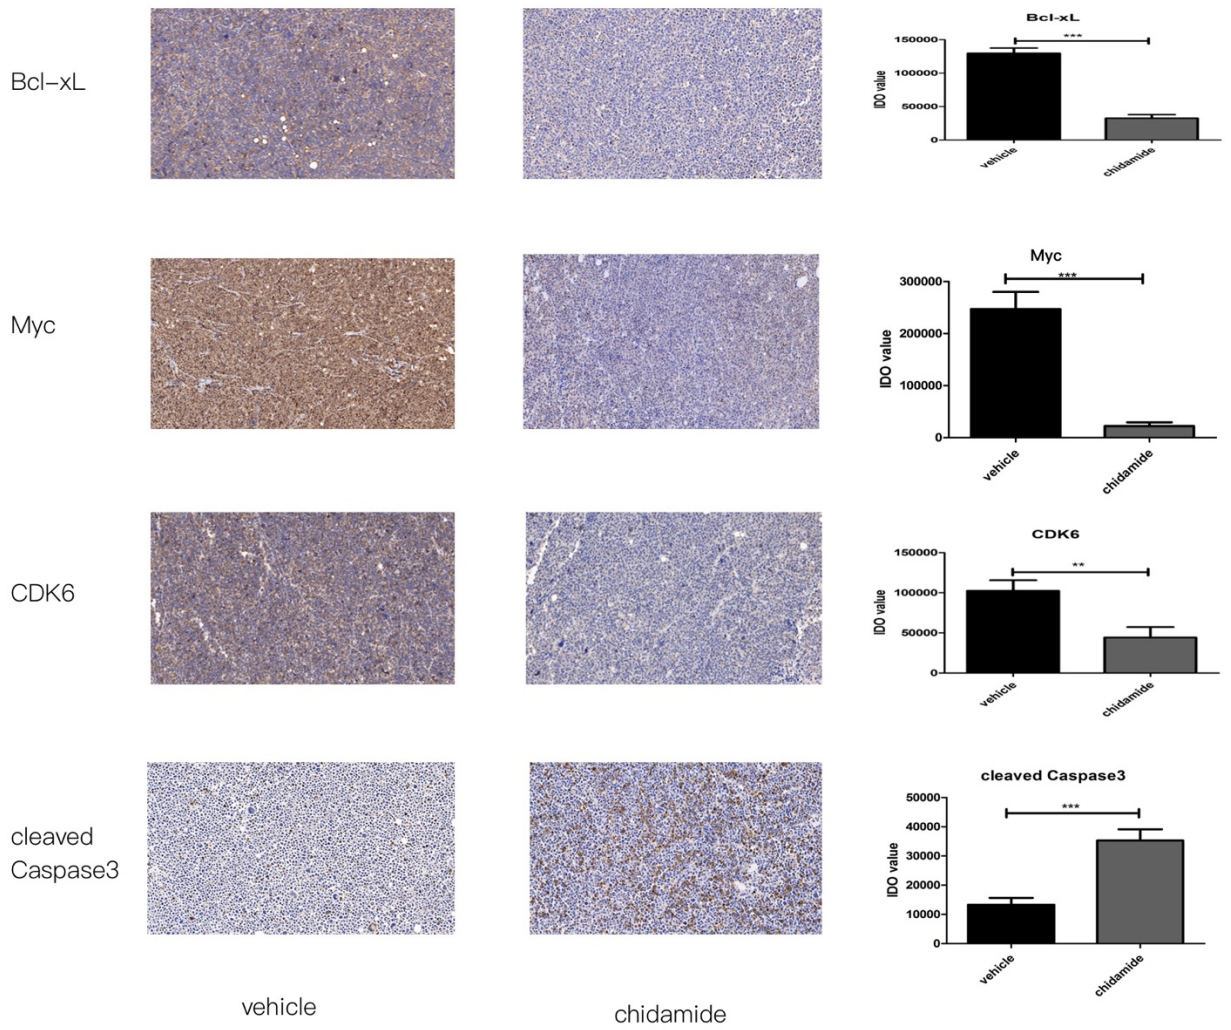 Bcl–xL
Bcl-xL
***
IDO value
150000
100000
50000
0
vehicle
chidamide
Myc
Myc
***
IDO value
300000
200000
100000
0
vehicle
chidamide
CDK6
CDK6
**
IDO value
150000
100000
50000
0
vehicle
chidamide
cleaved
Caspase3
cleaved Caspase3
***
IDO value
50000
40000
30000
20000
10000
0
vehicle
chidamide
vehicle
chidamide